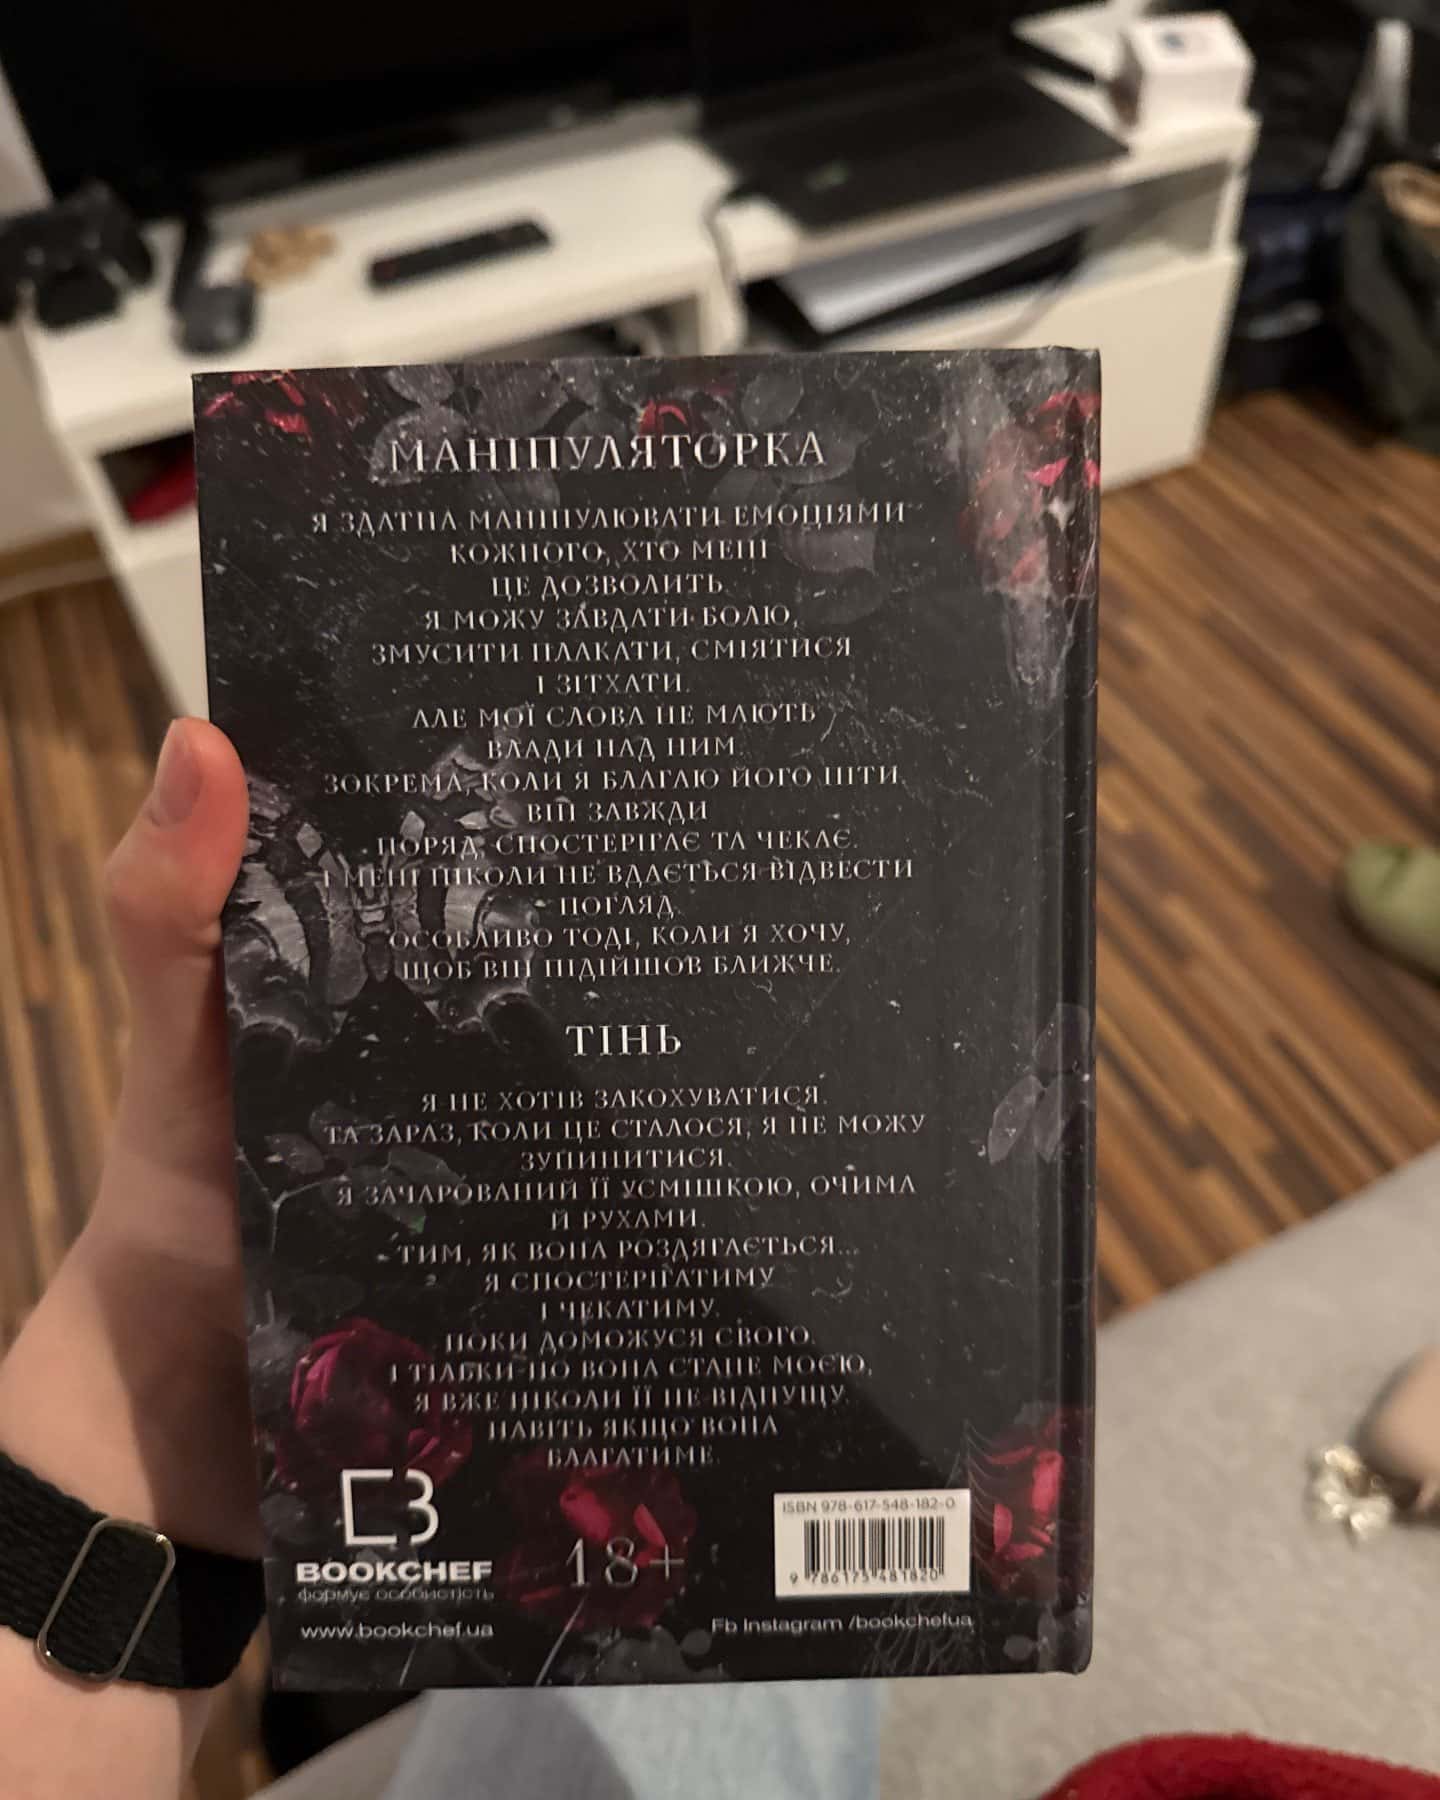 МАНІПУЛЯТОРКА
Я ЗДАТНА МАНІПУЛЮВАТИ ЕМОЦІЯМИ
КОЖНОГО, ХТО МЕНІ
ЦЕ ДОЗВОЛИТЬ.
Я МОЖУ ЗАВДАТИ БОЛЮ,
ЗМУСИТИ ПЛАКАТИ, СМІЯТИСЯ
І ЗІТХАТИ.
АЛЕ МОЇ СЛОВА НЕ МАЮТЬ
ВЛАДИ НАД НИМ.
ЗОКРЕМА, КОЛИ Я БЛАГАЮ ЙОГО ПІТИ.
ВІН ЗАВЖДИ
ПОРЯД, СПОСТЕРІГАЄ ТА ЧЕКАЄ.
І МЕНІ НІКОЛИ НЕ ВДАЄТЬСЯ ВІДВЕСТИ
ПОГЛЯД.
ОСОБЛИВО ТОДІ, КОЛИ Я ХОЧУ,
ЩОБ ВІН ПІДІЙШОВ БЛИЖЧЕ.
ТІНЬ
Я НЕ ХОТІВ ЗАКОХУВАТИСЯ.
ТА ЗАРАЗ, КОЛИ ЦЕ СТАЛОСЯ, Я НЕ МОЖУ
ЗУПИНИТИСЯ.
Я ЗАЧАРОВАНИЙ ЇЇ УСМІШКОЮ, ОЧИМА
Й РУХАМИ.
ТИМ, ЯК ВОНА РОЗДЯГАЄТЬСЯ...
Я СПОСТЕРІГАТИМУ
І ЧЕКАТИМУ.
ПОКИ ДОМОЖУСЯ СВОГО.
І ТІЛЬКИ-НО ВОНА СТАНЕ МОЄЮ,
Я ВЖЕ НІКОЛИ ЇЇ НЕ ВІДПУЩУ.
НАВІТЬ ЯКЩО ВОНА
БЛАГАТИМЕ.
BOOKCHEF
формує особистість
www.bookchef.ua
18+
ISBN 978-617-548-182-0
9 786175 481820
Fb Instagram /bookchefua